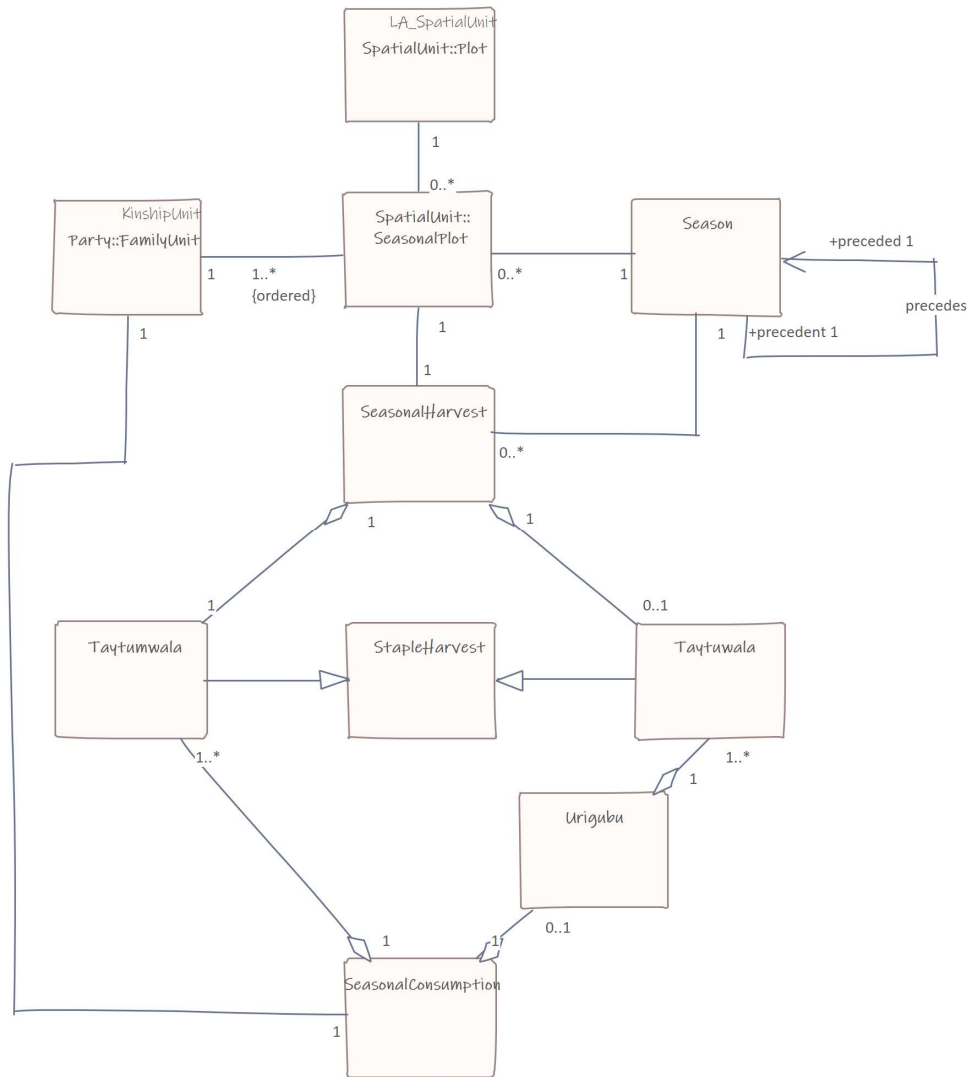 LA_SpatialUnit
SpatialUnit::Plot
1
0..*
KinshipUnit
Party::FamilyUnit
SpatialUnit::
SeasonalPlot
Season
+preceded 1
1
1..*
{ordered}
0..*
1
precedes
1
1
1
+precedent 1
1
SeasonalHarvest
0..*
1
1
1
0..1
Taytumwala
StapleHarvest
Taytuwala
1..*
1..*
1
Urigubu
0..1
1
1
SeasonalConsumption
1